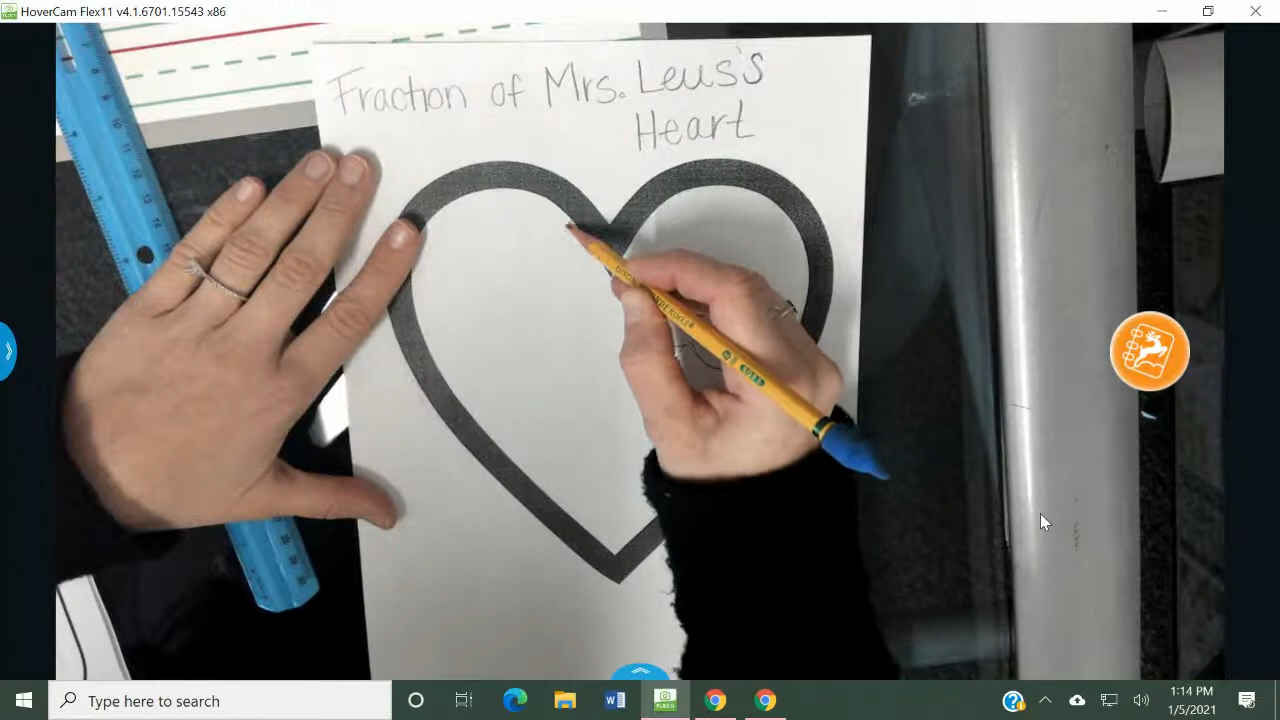 HoverCam Flex11 v4.1.6701.15543 x86
Fraction of Mrs. Leus's
Heart
Type here to search
FLEX11
1:14 PM
1/5/2021